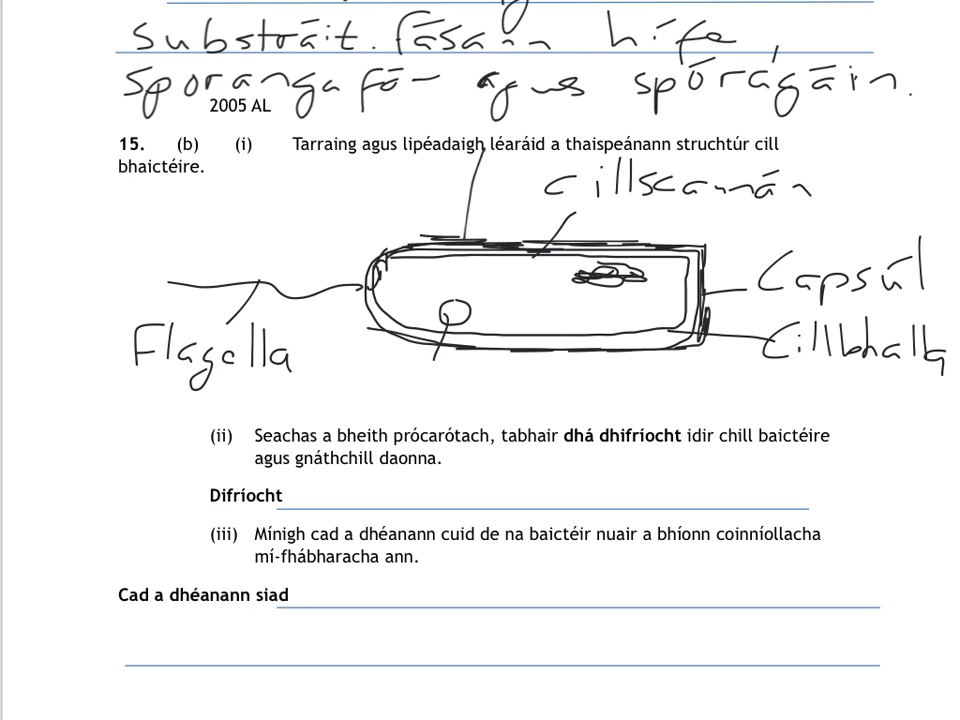 substráit. Fásann hífe,
sporangafór agus spórágáin.
2005 AL
15. (b) (i) Tarraing agus lipéadaigh léaráid a thaispeánann struchtúr cill
bhaictéire.
cillscannán
Capsúl
Flagella
Cillbhalla
(ii) Seachas a bheith prócarótach, tabhair dhá dhifríocht idir chill baictéire
agus gnáthchill daonna.
Difríocht
(iii) Mínigh cad a dhéanann cuid de na baictéir nuair a bhíonn coinníollacha
mí-fhábharacha ann.
Cad a dhéanann siad